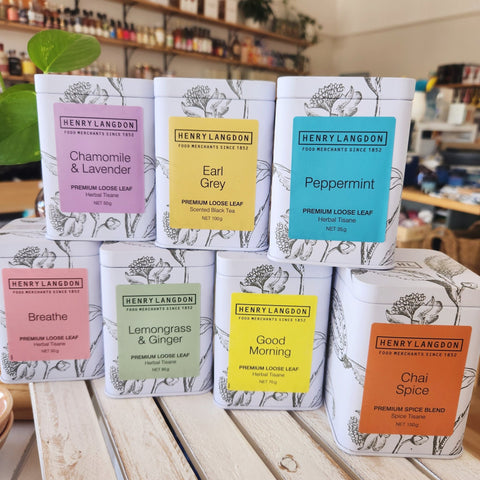 HENRY LANGDON
FOOD MERCHANTS SINCE 1852
Chamomile
& Lavender
PREMIUM LOOSE LEAF
Herbal Tisane
NET 50g
HENRY LANGDON
FOOD MERCHANTS SINCE 1852
Earl
Grey
PREMIUM LOOSE LEAF
Scented Black Tea
NET 100g
HENRY LANGDON
FOOD MERCHANTS SINCE 1852
Peppermint
PREMIUM LOOSE LEAF
Herbal Tisane
HENRY LANGDON
FOOD MERCHANTS SINCE 1852
Breathe
PREMIUM LOOSE LEAF
Herbal Tisane
HENRY LANGDON
FOOD MERCHANTS SINCE 1852
Lemongrass
& Ginger
PREMIUM LOOSE LEAF
Herbal Tisane
HENRY LANGDON
FOOD MERCHANTS SINCE 1852
Good
Morning
PREMIUM LOOSE LEAF
Herbal Tisane
HENRY LANGDON
FOOD MERCHANTS SINCE 1852
Chai
Spice
PREMIUM SPICE BLEND
Spice Tisane